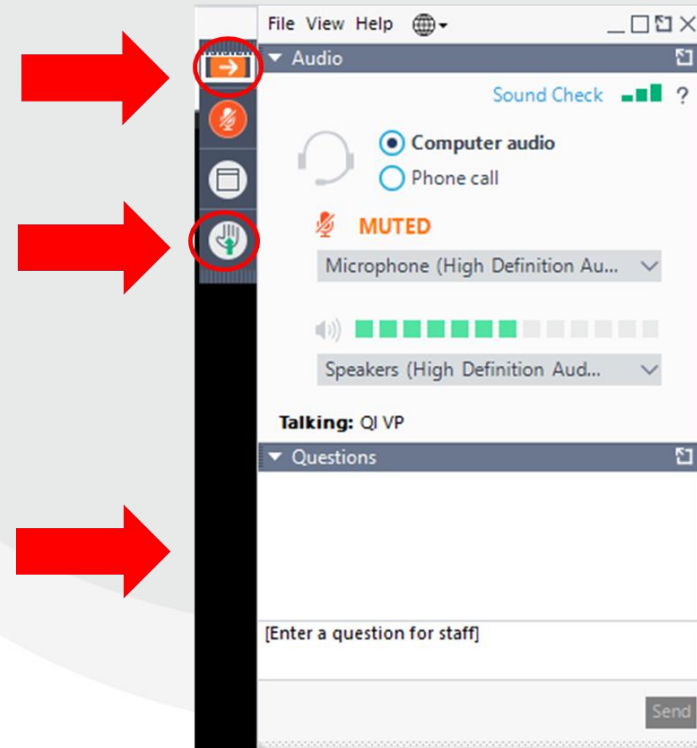 File View Help
Audio
Sound Check ?
Computer audio
Phone call
MUTED
Microphone (High Definition Au...
Speakers (High Definition Aud...
Talking: QI VP
Questions
[Enter a question for staff]
Send